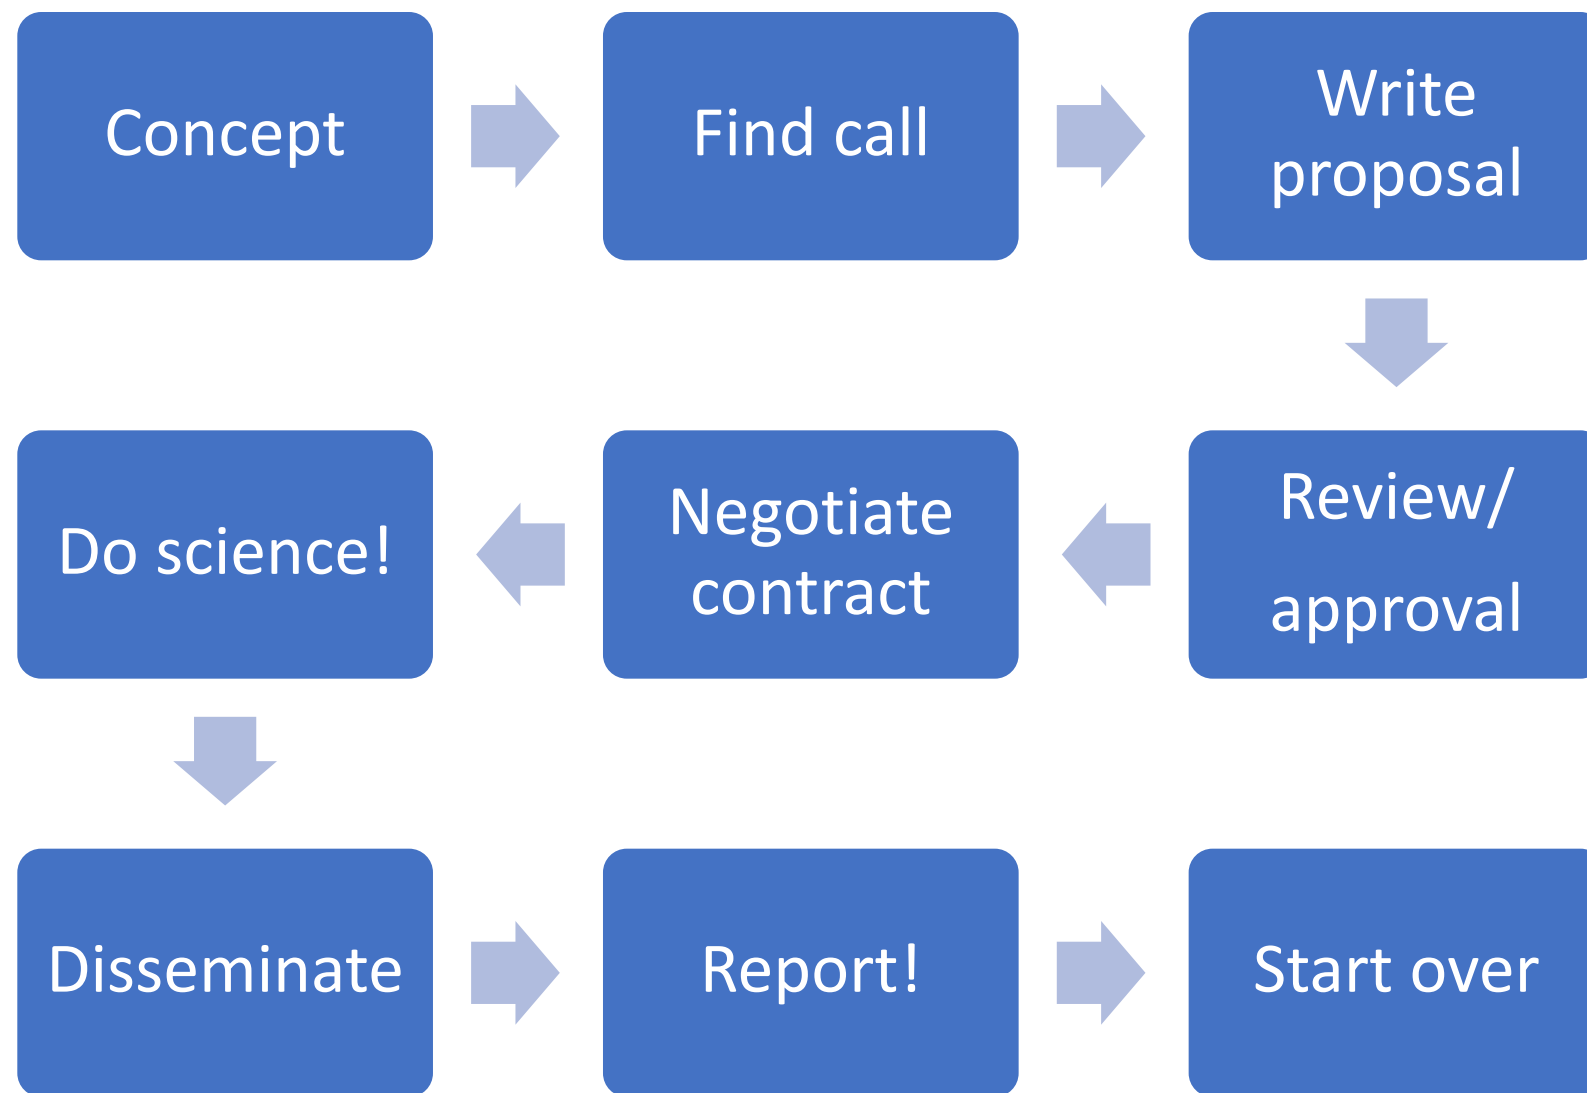 Concept
Find call
Write
proposal
Review/
approval
Negotiate
contract
Do science!
Disseminate
Report!
Start over